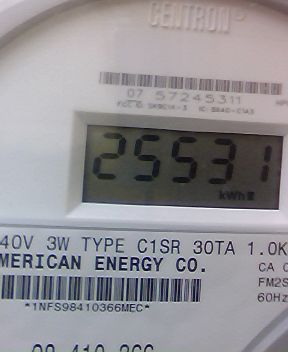 CENTRON
07 57245311
25531
kWh
40V 3W TYPE C1SR 30TA 1.0K
MERICAN ENERGY CO.
CA 0
FM2S
60Hz
*1NFS98410366MEC*